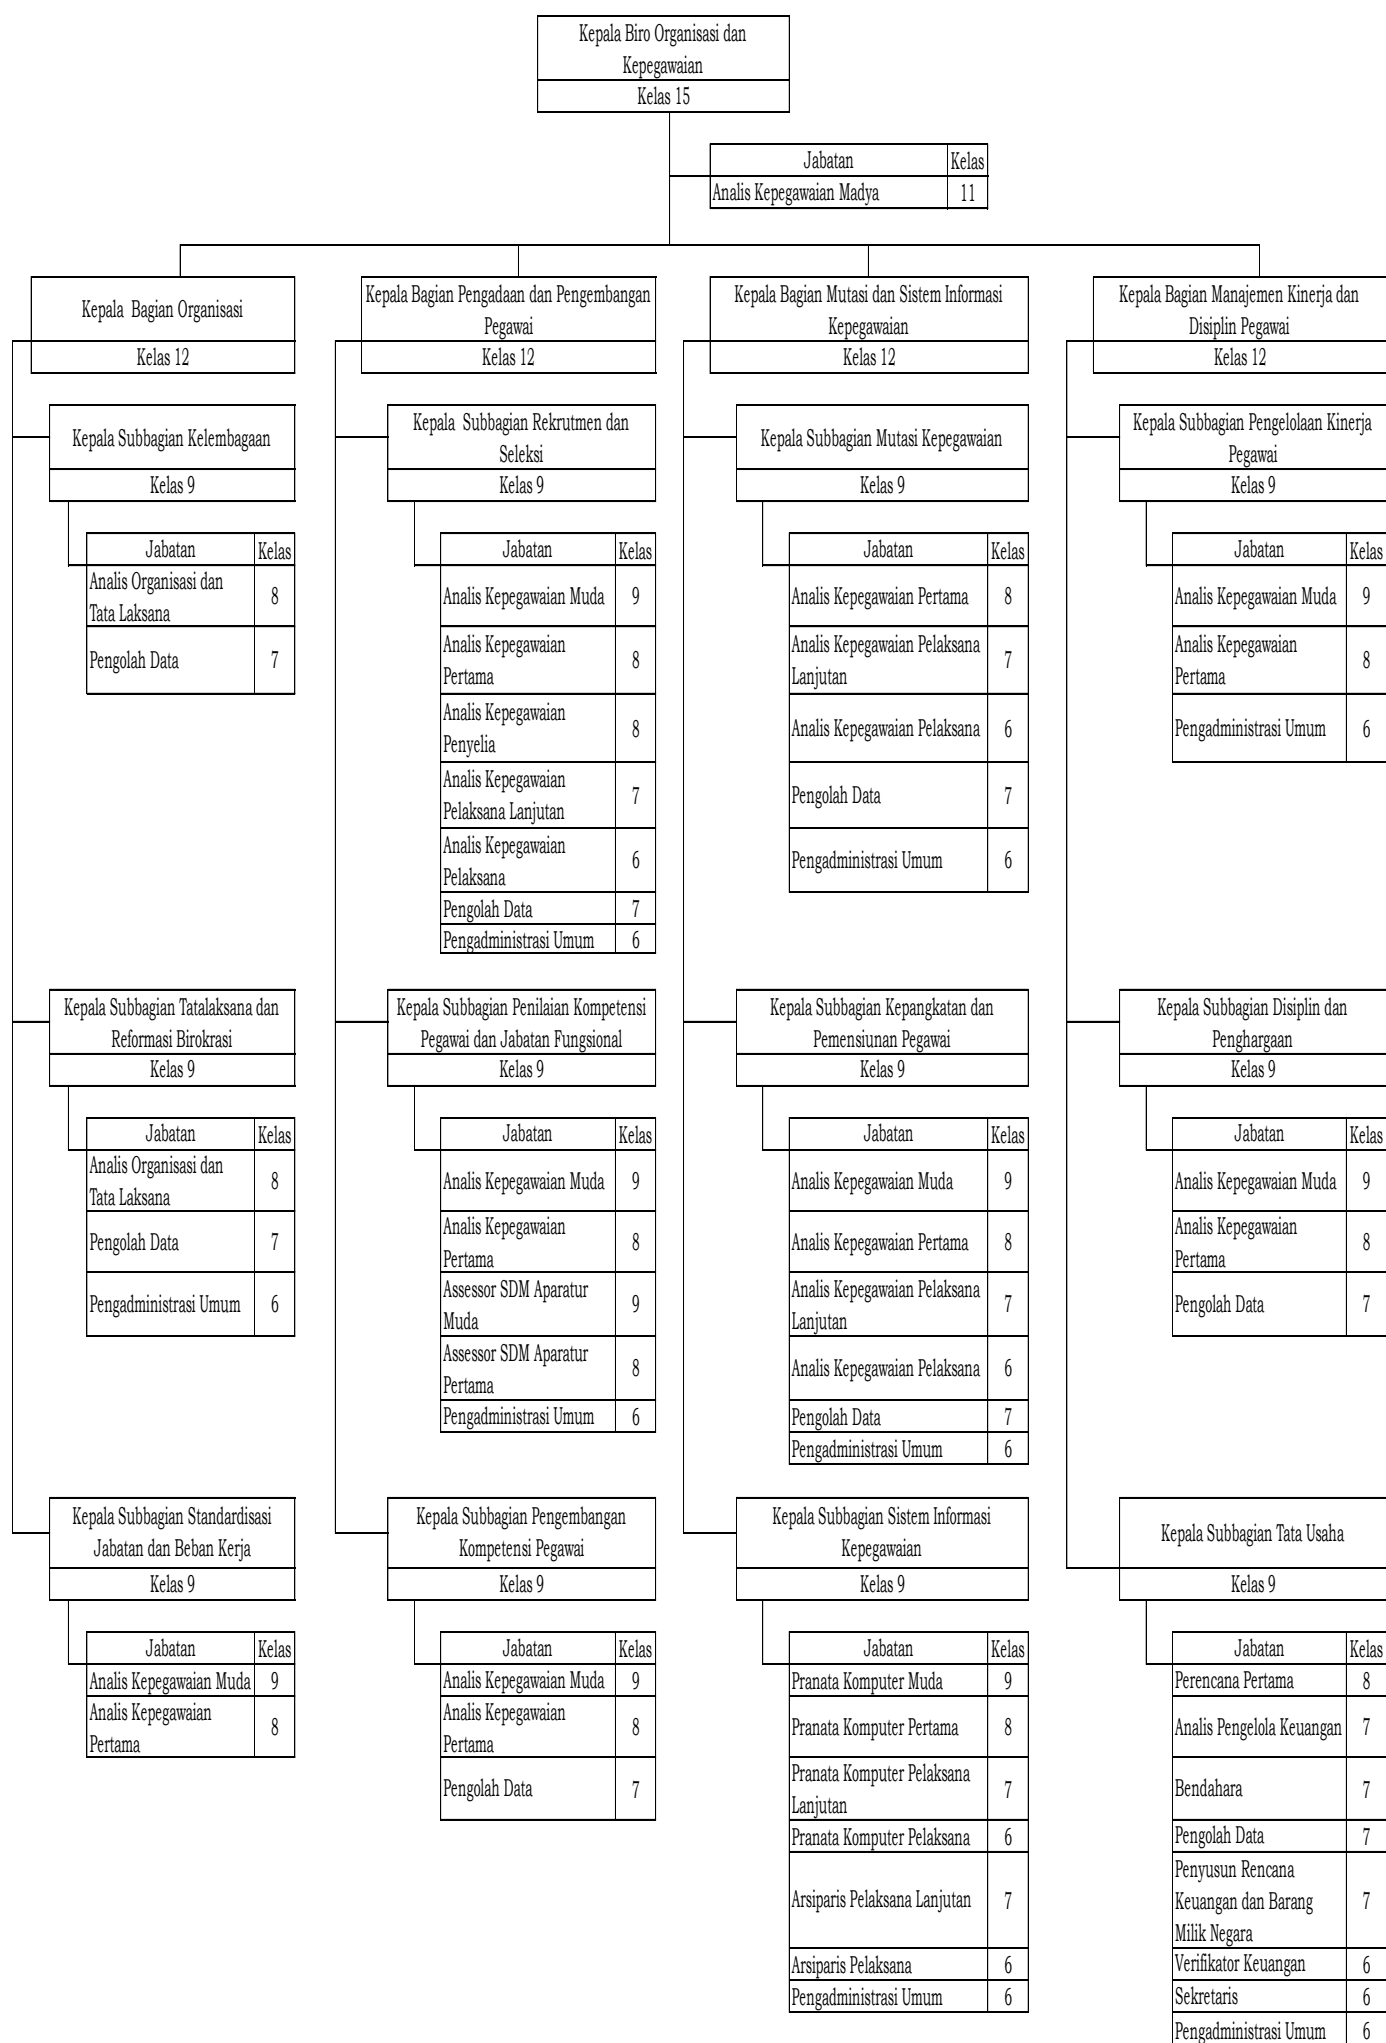 Kepala Biro Organisasi dan
Kepegawaian
Kelas 15
Jabatan Kelas
Analis Kepegawaian Madya 11
Kepala Bagian Organisasi
Kelas 12
Kepala Subbagian Kelembagaan
Kelas 9
Jabatan Kelas
Analis Organisasi dan
Tata Laksana 8
Pengolah Data 7
Kepala Subbagian Tatalaksana dan
Reformasi Birokrasi
Kelas 9
Jabatan Kelas
Analis Organisasi dan
Tata Laksana 8
Pengolah Data 7
Pengadministrasi Umum 6
Kepala Subbagian Standardisasi
Jabatan dan Beban Kerja
Kelas 9
Jabatan Kelas
Analis Kepegawaian Muda 9
Analis Kepegawaian
Pertama 8
Kepala Bagian Pengadaan dan Pengembangan
Pegawai
Kelas 12
Kepala Subbagian Rekrutmen dan
Seleksi
Kelas 9
Jabatan Kelas
Analis Kepegawaian Muda 9
Analis Kepegawaian
Pertama 8
Analis Kepegawaian
Penyelia 8
Analis Kepegawaian
Pelaksana Lanjutan 7
Analis Kepegawaian
Pelaksana 6
Pengolah Data 7
Pengadministrasi Umum 6
Kepala Subbagian Penilaian Kompetensi
Pegawai dan Jabatan Fungsional
Kelas 9
Jabatan Kelas
Analis Kepegawaian Muda 9
Analis Kepegawaian
Pertama 8
Assessor SDM Aparatur
Muda 9
Assessor SDM Aparatur
Pertama 8
Pengadministrasi Umum 6
Kepala Subbagian Pengembangan
Kompetensi Pegawai
Kelas 9
Jabatan Kelas
Analis Kepegawaian Muda 9
Analis Kepegawaian
Pertama 8
Pengolah Data 7
Kepala Bagian Mutasi dan Sistem Informasi
Kepegawaian
Kelas 12
Kepala Subbagian Mutasi Kepegawaian
Kelas 9
Jabatan Kelas
Analis Kepegawaian Pertama 8
Analis Kepegawaian Pelaksana
Lanjutan 7
Analis Kepegawaian Pelaksana 6
Pengolah Data 7
Pengadministrasi Umum 6
Kepala Subbagian Kepangkatan dan
Pemensiunan Pegawai
Kelas 9
Jabatan Kelas
Analis Kepegawaian Muda 9
Analis Kepegawaian Pertama 8
Analis Kepegawaian Pelaksana
Lanjutan 7
Analis Kepegawaian Pelaksana 6
Pengolah Data 7
Pengadministrasi Umum 6
Kepala Subbagian Sistem Informasi
Kepegawaian
Kelas 9
Jabatan Kelas
Pranata Komputer Muda 9
Pranata Komputer Pertama 8
Pranata Komputer Pelaksana
Lanjutan 7
Pranata Komputer Pelaksana 6
Arsiparis Pelaksana Lanjutan 7
Arsiparis Pelaksana 6
Pengadministrasi Umum 6
Kepala Bagian Manajemen Kinerja dan
Disiplin Pegawai
Kelas 12
Kepala Subbagian Pengelolaan Kinerja
Pegawai
Kelas 9
Jabatan Kelas
Analis Kepegawaian Muda 9
Analis Kepegawaian
Pertama 8
Pengadministrasi Umum 6
Kepala Subbagian Disiplin dan
Penghargaan
Kelas 9
Jabatan Kelas
Analis Kepegawaian Muda 9
Analis Kepegawaian
Pertama 8
Pengolah Data 7
Kepala Subbagian Tata Usaha
Kelas 9
Jabatan Kelas
Perencana Pertama 8
Analis Pengelola Keuangan 7
Bendahara 7
Pengolah Data 7
Penyusun Rencana
Keuangan dan Barang 7
Milik Negara
Verifikator Keuangan 6
Sekretaris 6
Pengadministrasi Umum 6